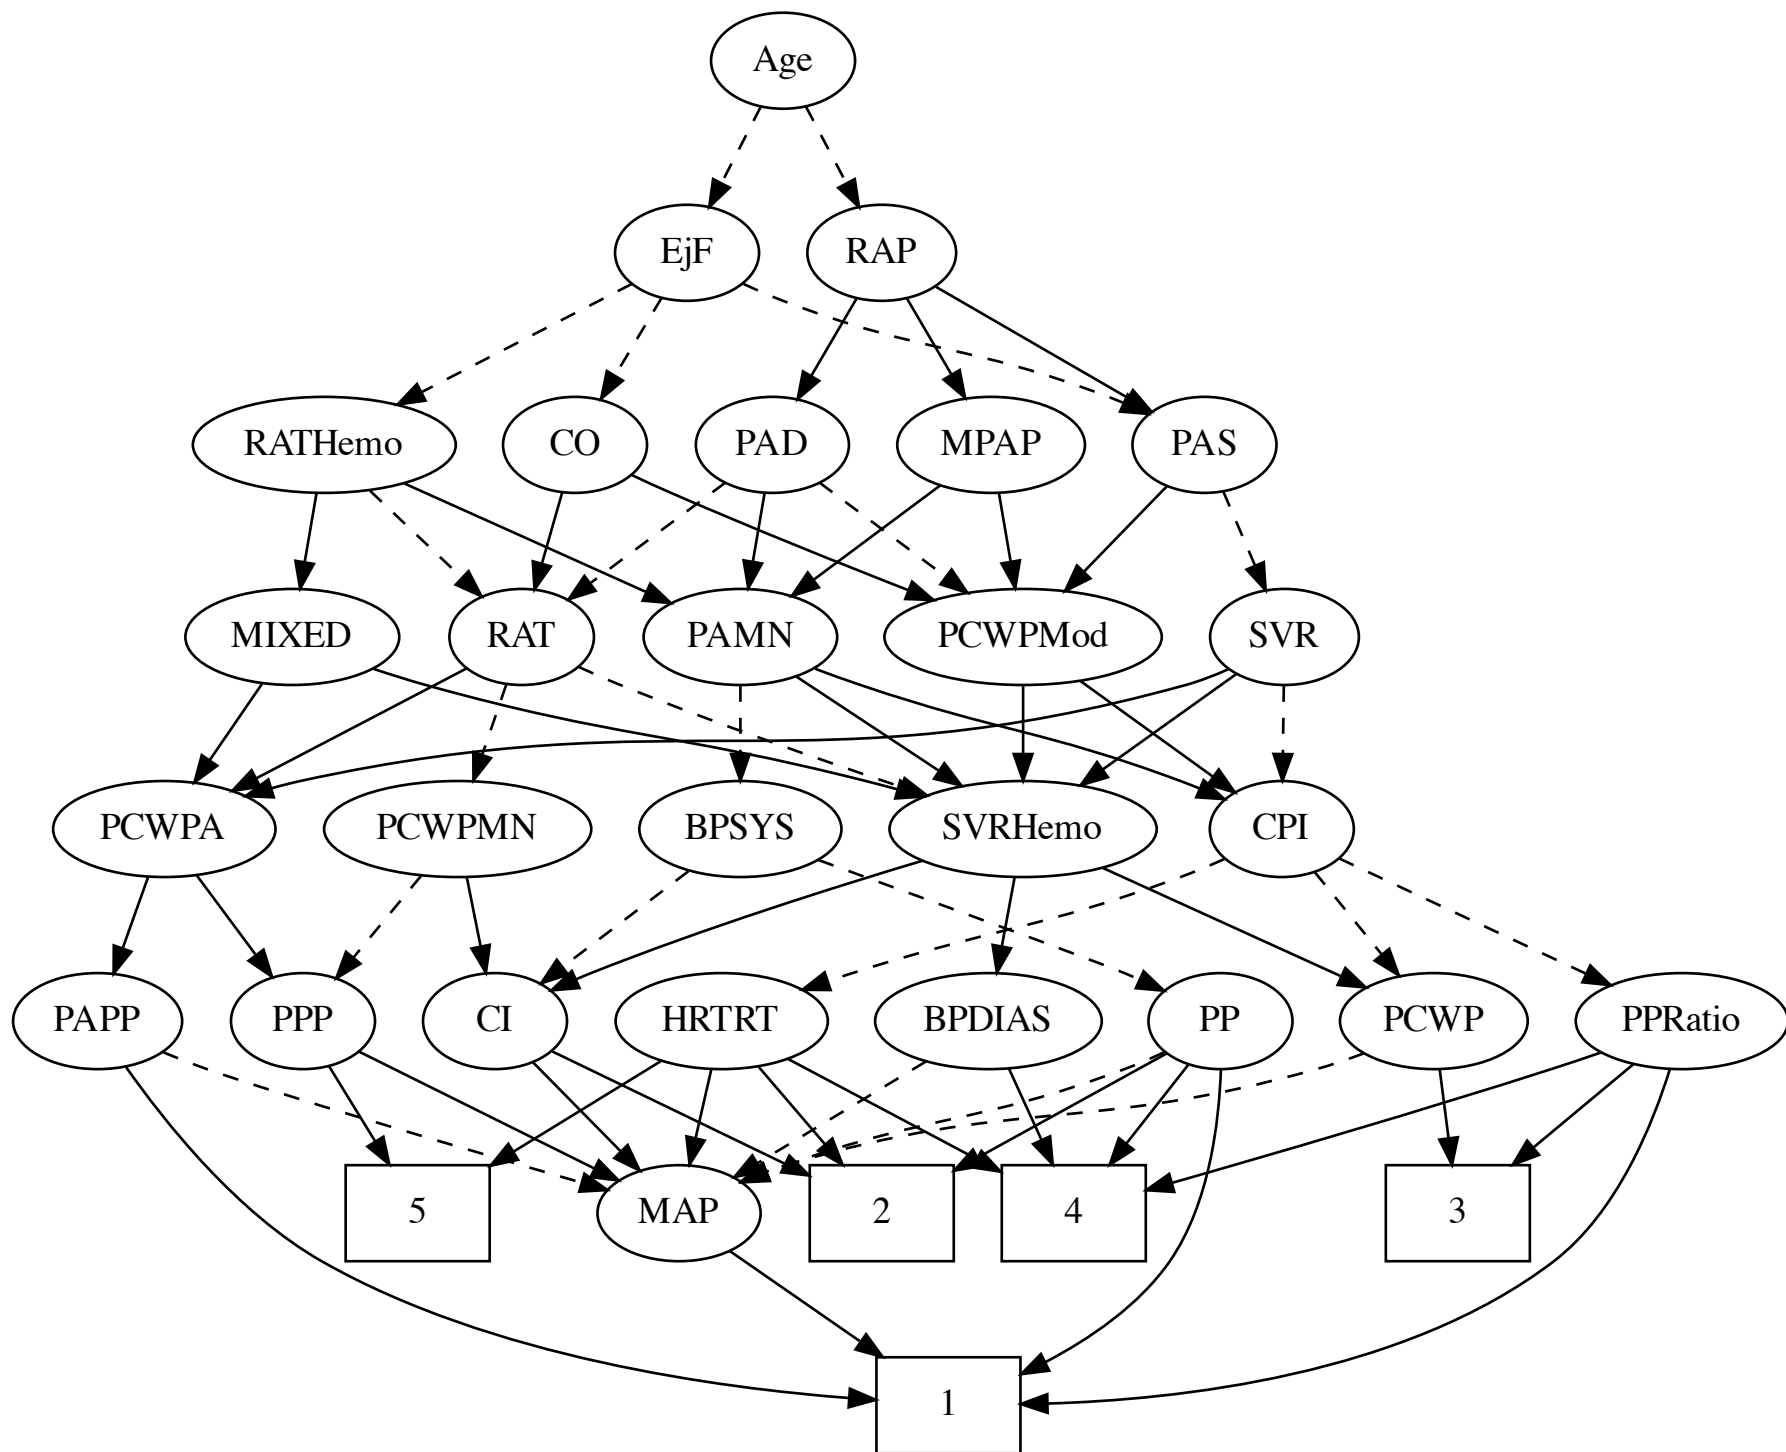 Age
EjF
RAP
RATHemo
CO
PAD
MPAP
PAS
MIXED
RAT
PAMN
PCWPMod
SVR
PCWPA
PCWPMN
BPSYS
SVRHemo
CPI
PAPP
PPP
CI
HRTRT
BPDIAS
PP
PCWP
PPRatio
5
MAP
2
4
3
1